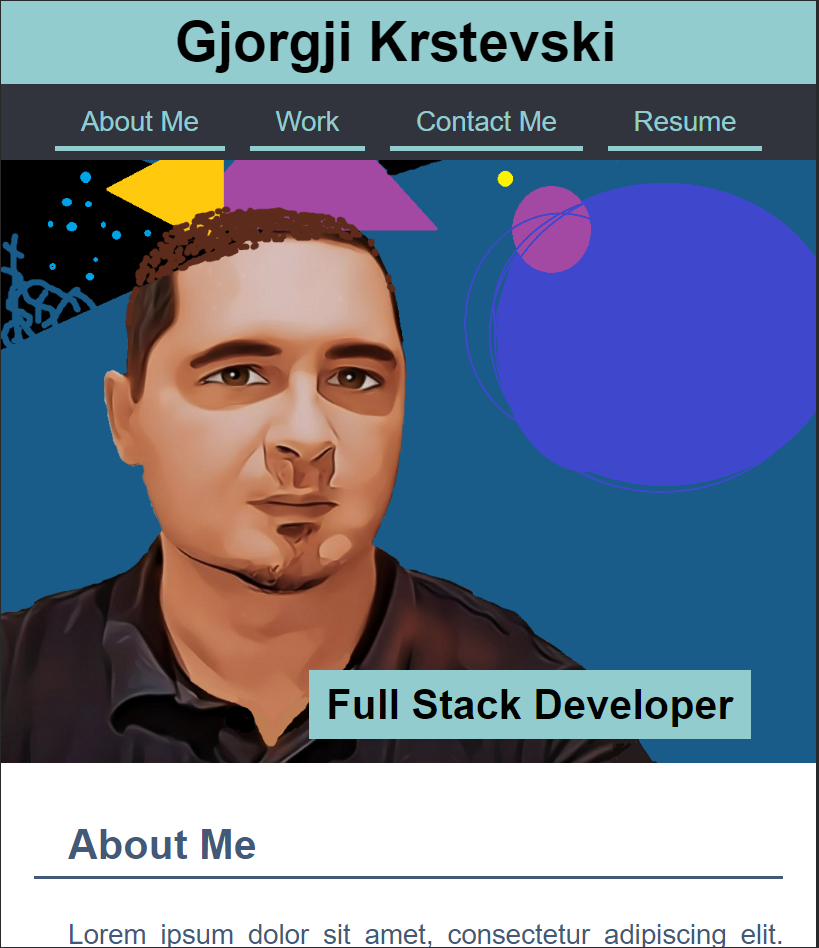 Gjorgji Krstevski
About Me Work Contact Me Resume
Full Stack Developer
About Me
Lorem ipsum dolor sit amet, consectetur adipiscing elit.